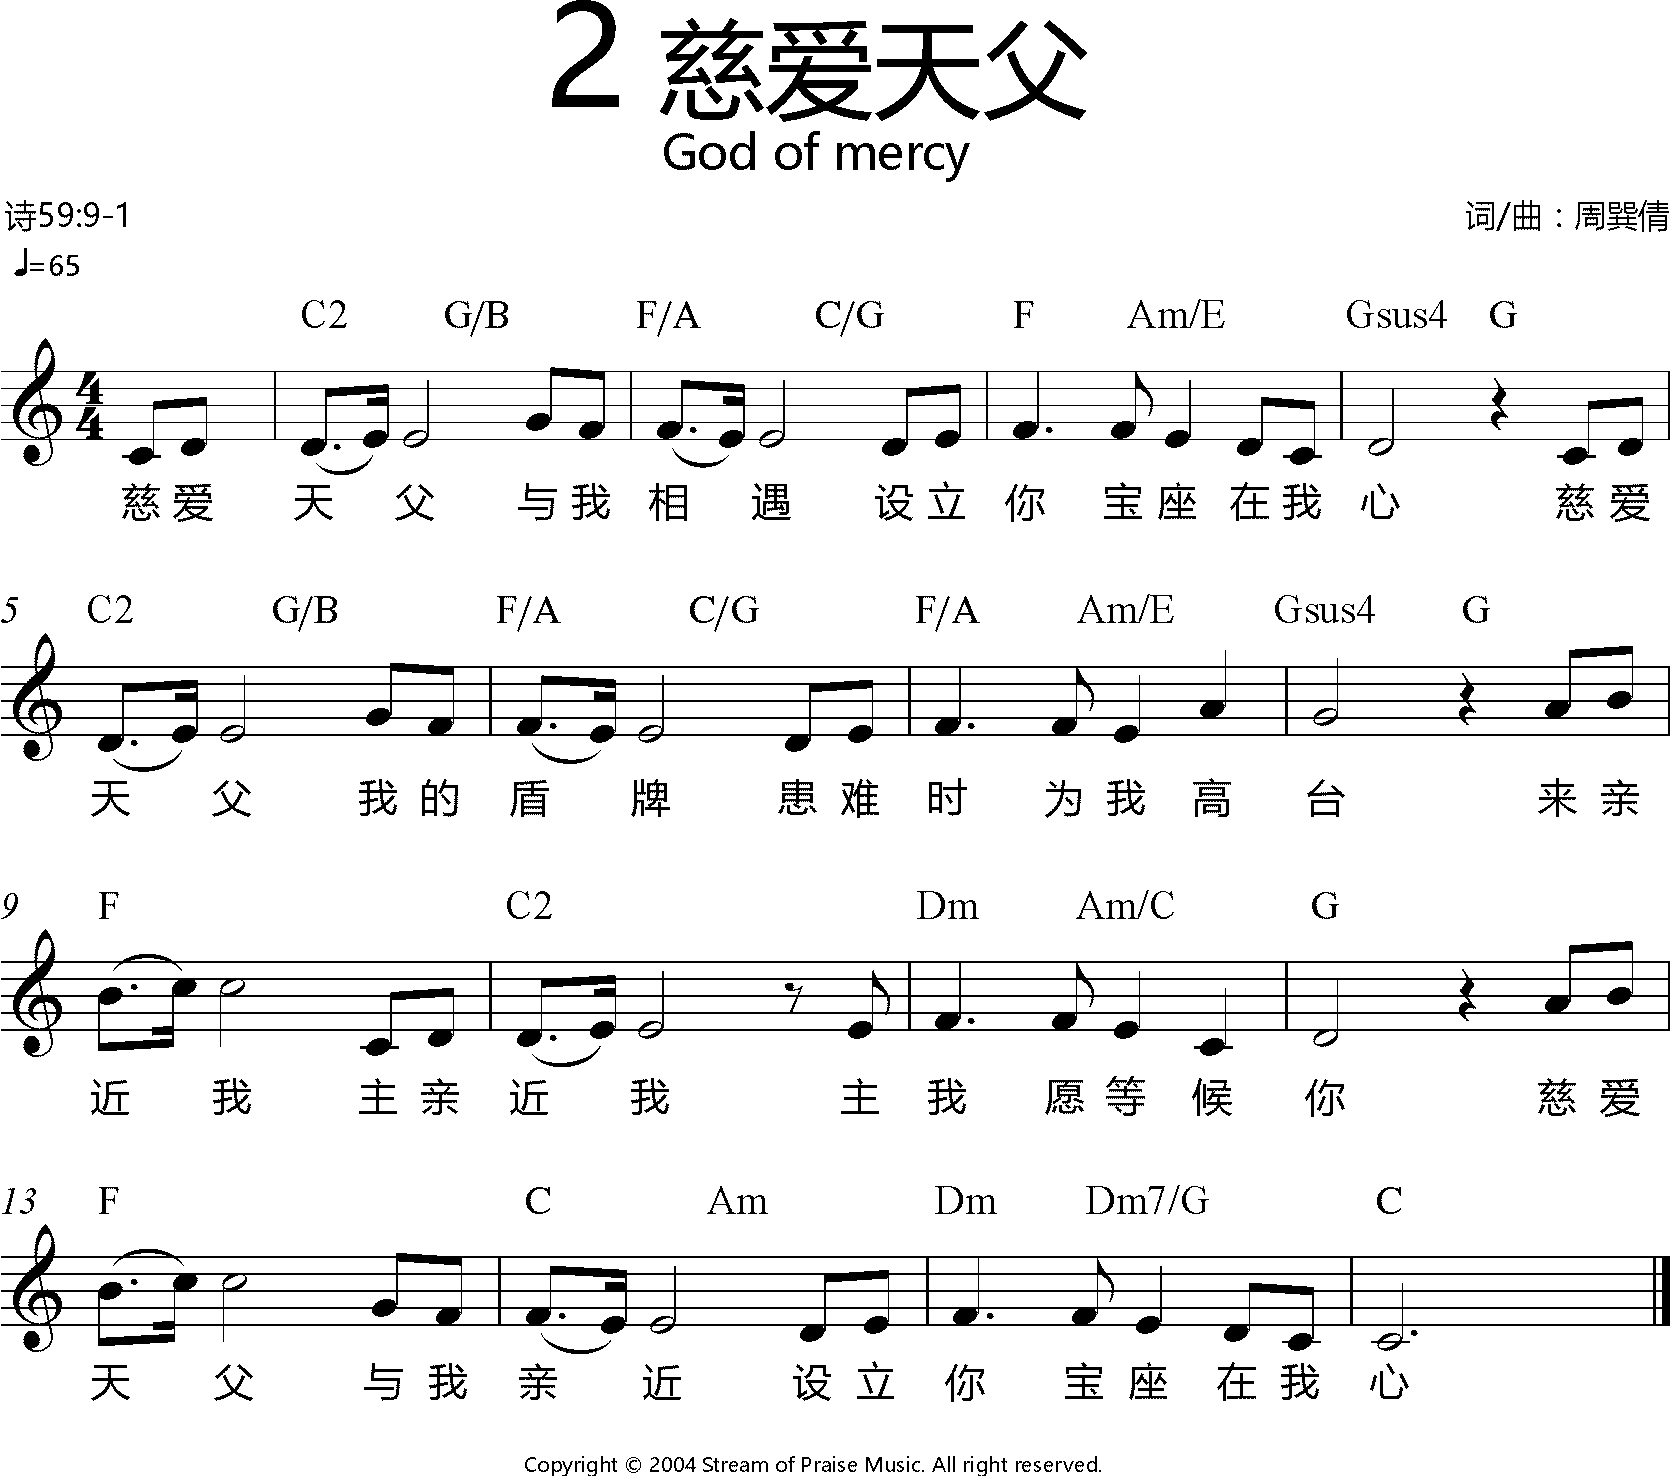 2 慈爱天父
God of mercy
诗59:9-1 词/曲：周巽倩
♩=65
C2 G/B F/A C/G F Am/E Gsus4 G
4
4
慈爱 天 父 与我 相 遇 设立 你 宝座在我 心 慈爱
5 C2 G/B F/A C/G F/A Am/E Gsus4 G
天 父 我的 盾 牌 患难 时 为我高 台 来亲
9 F C2 Dm Am/C G
近 我 主亲 近 我 主 我 愿等候 你 慈爱
13 F C Am Dm Dm7/G C
天 父 与我 亲 近 设立 你 宝座在我 心
Copyright © 2004 Stream of Praise Music. All right reserved.